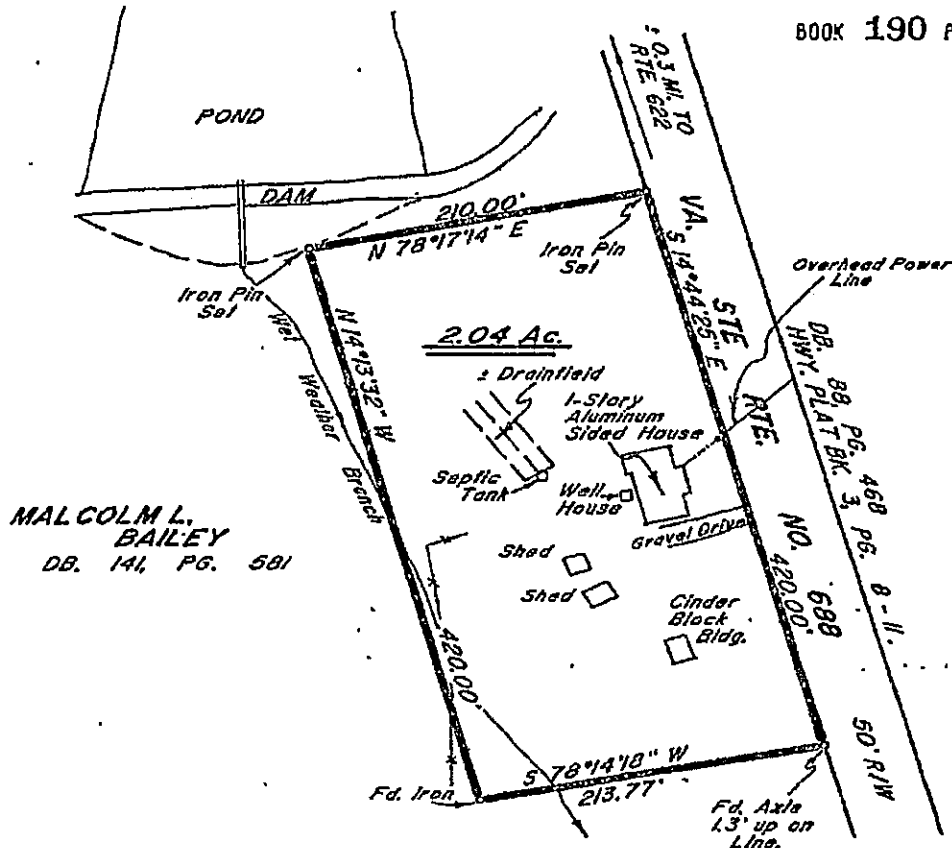 BOOK 190 P
± 0.3 MI. TO
RTE. 622
POND
DAM
210.00'
N 78°17'14" E
Iron Pin
Set
Iron Pin
Set
VA. STE RTE. NO. 688
S 14°44'25" E
420.00'
Overhead Power
Line
DB. 88, PG. 468
HWY. PLAT BK. 3, PG. 8 - 11.
Wet Weather Branch
N 14°13'32" W
420.00'
2.04 Ac.
± Drainfield
1-Story
Aluminum
Sided House
Septic
Tank
Well
House
Gravel Drive
MALCOLM L.
BAILEY
DB. 141, PG. 581
Shed
Shed
Cinder
Block
Bldg.
50' R/W
S 78°14'18" W
213.77'
Fd. Iron
Fd. Axle
1.3' up on
Line.